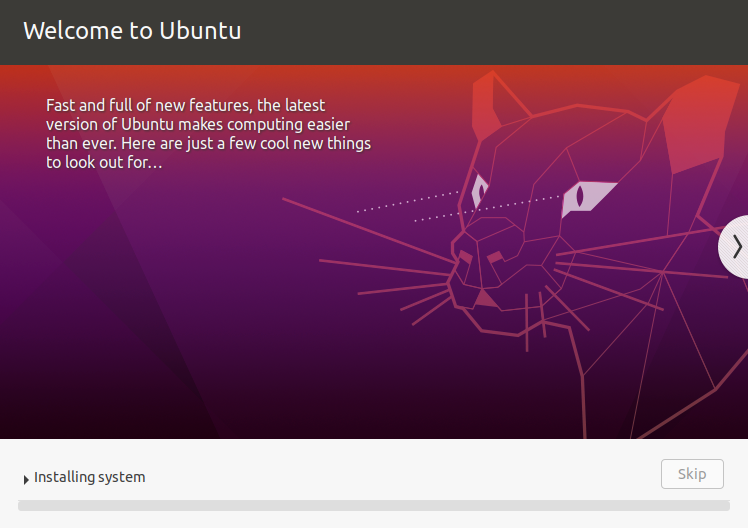 Welcome to Ubuntu
Fast and full of new features, the latest
version of Ubuntu makes computing easier
than ever. Here are just a few cool new things
to look out for…
Installing system
Skip